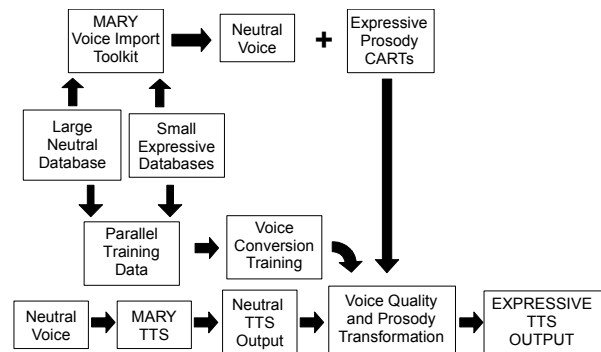 MARY
Voice Import
Toolkit
Neutral
Voice
+
Expressive
Prosody
CARTs
Large
Neutral
Database
Small
Expressive
Databases
Parallel
Training
Data
Voice
Conversion
Training
Neutral
Voice
MARY
TTS
Neutral
TTS
Output
Voice Quality
and Prosody
Transformation
EXPRESSIVE
TTS
OUTPUT